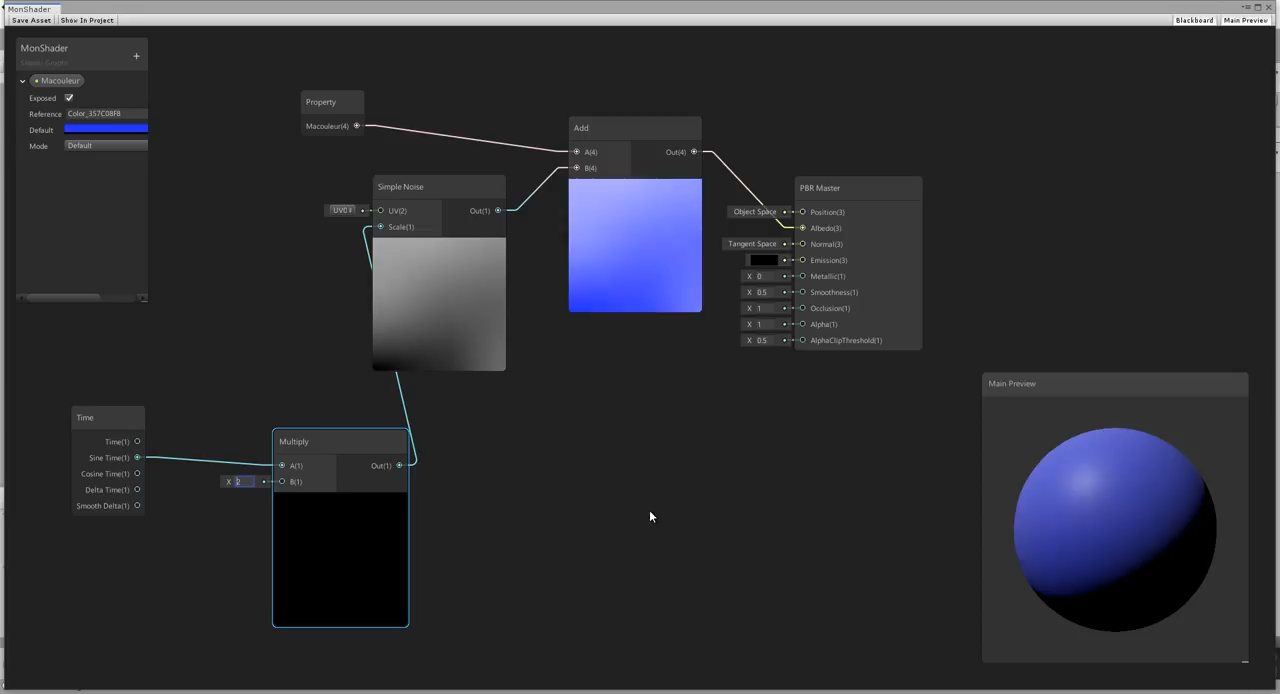 MonShader
Save Asset Show In Project Blackboard Main Preview
MonShader
Shader Graphs
Macouleur
Exposed
Reference Color_357C08FB
Default
Mode Default
Property
Macouleur(4)
Add
A(4) Out(4)
B(4)
Simple Noise
UV0 UV(2) Out(1)
Scale(1)
PBR Master
Object Space Position(3)
Albedo(3)
Tangent Space Normal(3)
Emission(3)
X 0 Metallic(1)
X 0.5 Smoothness(1)
X 1 Occlusion(1)
X 1 Alpha(1)
X 0.5 AlphaClipThreshold(1)
Main Preview
Time
Time(1)
Sine Time(1)
Cosine Time(1)
Delta Time(1)
Smooth Delta(1)
Multiply
A(1) Out(1)
X 2 B(1)